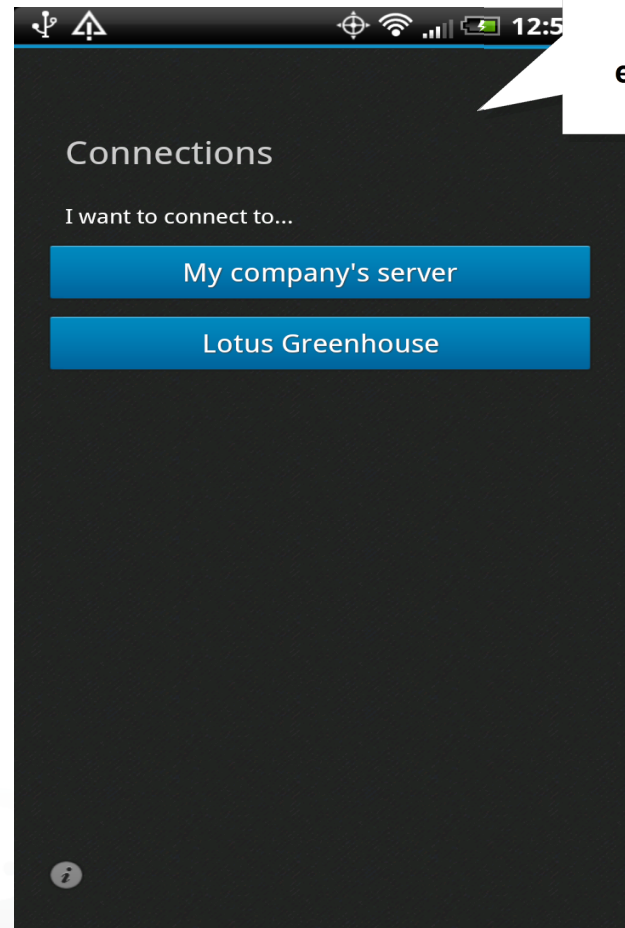 12:5
e
Connections
I want to connect to...
My company's server
Lotus Greenhouse
i